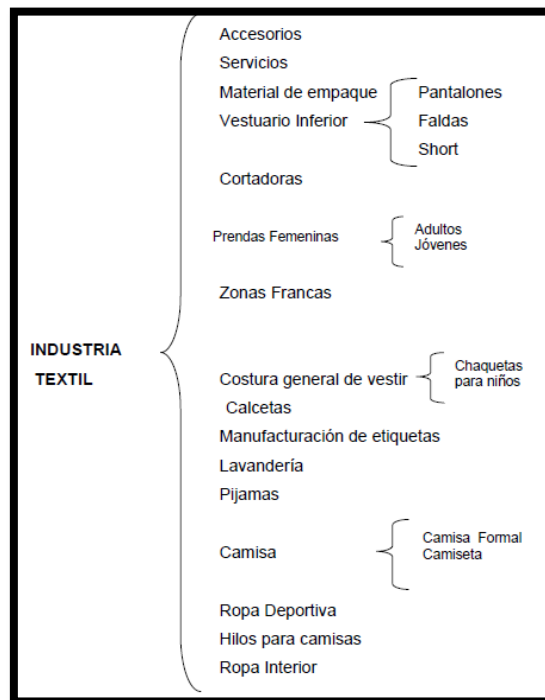 INDUSTRIA
TEXTIL
Accesorios
Servicios
Material de empaque
Vestuario Inferior
Pantalones
Faldas
Short
Cortadoras
Prendas Femeninas
Adultos
Jóvenes
Zonas Francas
Costura general de vestir
Chaquetas
para niños
Calcetas
Manufacturación de etiquetas
Lavandería
Pijamas
Camisa
Camisa Formal
Camiseta
Ropa Deportiva
Hilos para camisas
Ropa Interior